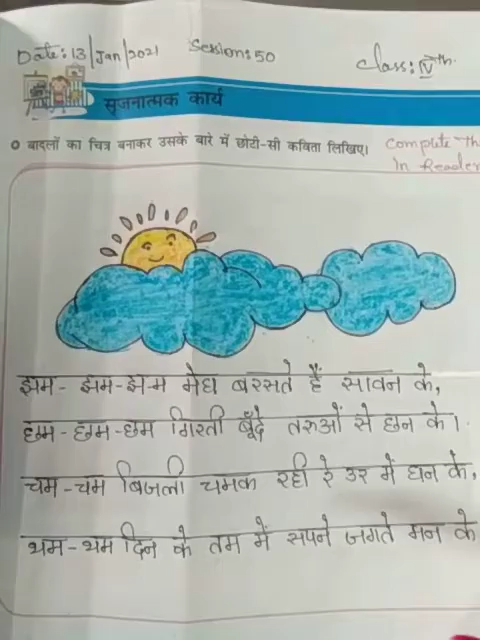 Date: 13/Jan/2021 Session: 50 Class: IVth.
सृजनात्मक कार्य
बादलों का चित्र बनाकर उसके बारे में छोटी-सी कविता लिखिए।
Complete Th
In Reader
झम-झम-झम मेघ बरसते हैं सावन के,
छम-छम-छम गिरती बूँदे तरुओं से छन के।
चम-चम बिजली चमक रही रे उर में घन के,
थम-थम दिन के तम में सपने जगते मन के